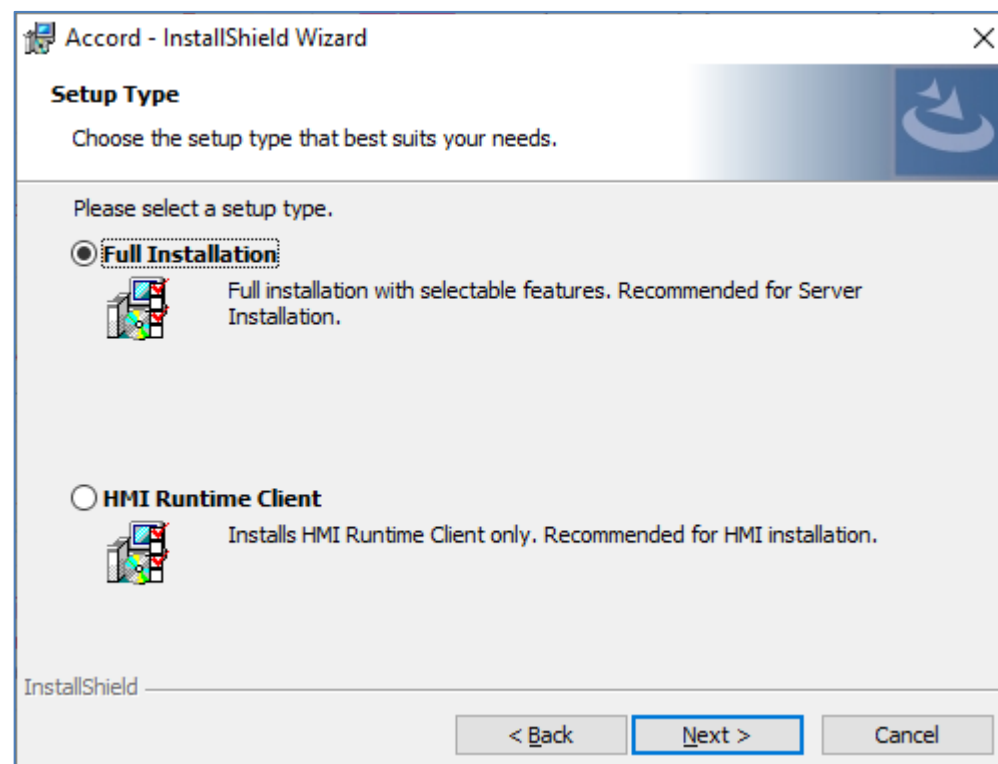 Accord - InstallShield Wizard
Setup Type
Choose the setup type that best suits your needs.
Please select a setup type.
Full Installation
Full installation with selectable features. Recommended for Server
Installation.
HMI Runtime Client
Installs HMI Runtime Client only. Recommended for HMI installation.
InstallShield
< Back
Next >
Cancel